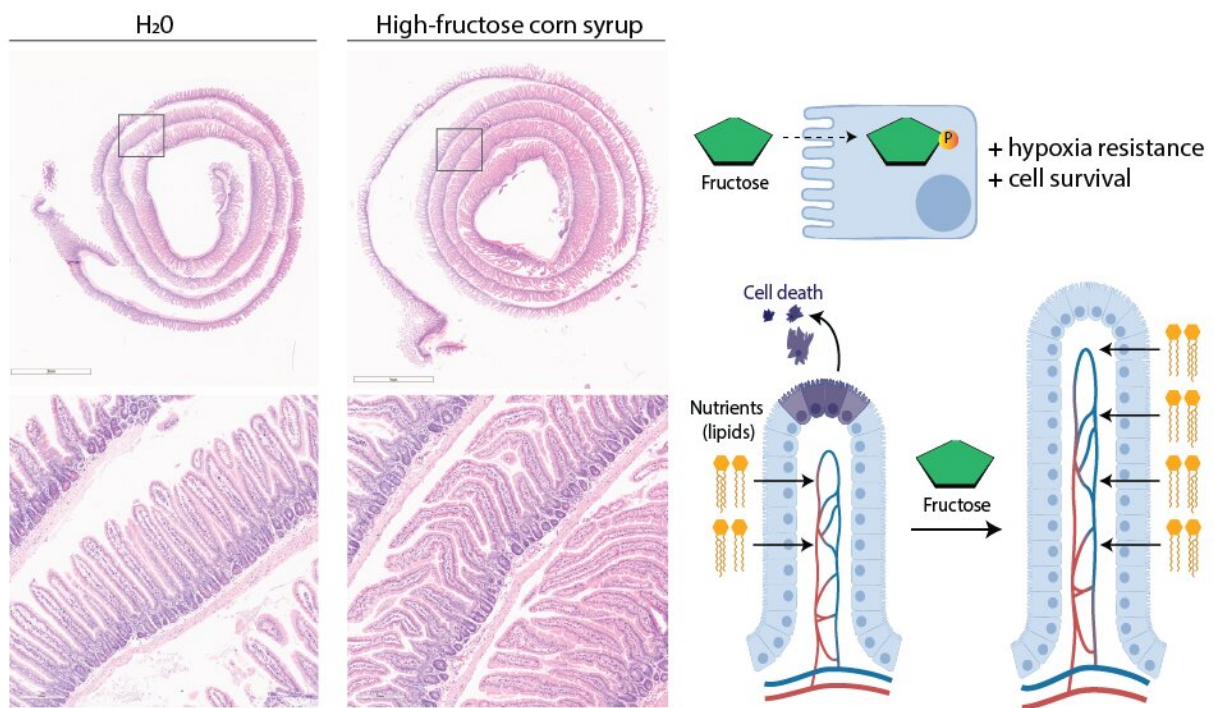 H₂0
High-fructose corn syrup
Fructose
P
+ hypoxia resistance
+ cell survival
Cell death
Nutrients
(lipids)
Fructose